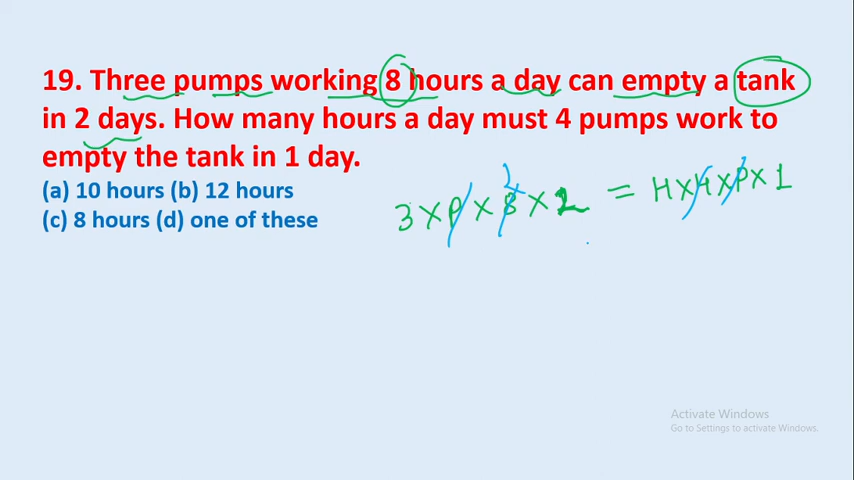 19. Three pumps working 8 hours a day can empty a tank
in 2 days. How many hours a day must 4 pumps work to
empty the tank in 1 day.
(a) 10 hours (b) 12 hours
(c) 8 hours (d) one of these
3 × P × 8 × 2 = H × 4 × P × 1
2
Activate Windows
Go to Settings to activate Windows.